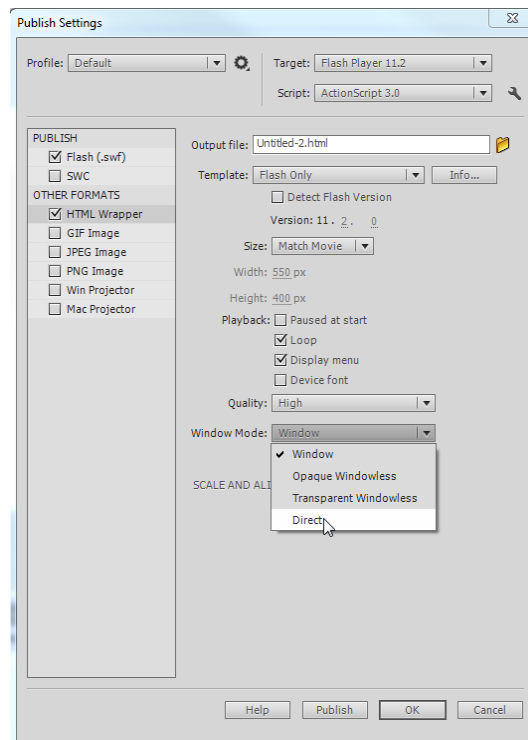 Publish Settings
Profile: Default
Target: Flash Player 11.2
Script: ActionScript 3.0
PUBLISH
Flash (.swf)
SWC
OTHER FORMATS
HTML Wrapper
GIF Image
JPEG Image
PNG Image
Win Projector
Mac Projector
Output file: Untitled-2.html
Template: Flash Only Info...
Detect Flash Version
Version: 11 . 2 . 0
Size: Match Movie
Width: 550 px
Height: 400 px
Playback: Paused at start
Loop
Display menu
Device font
Quality: High
Window Mode: Window
Window
Opaque Windowless
Transparent Windowless
Direct
SCALE AND ALI
Help Publish OK Cancel